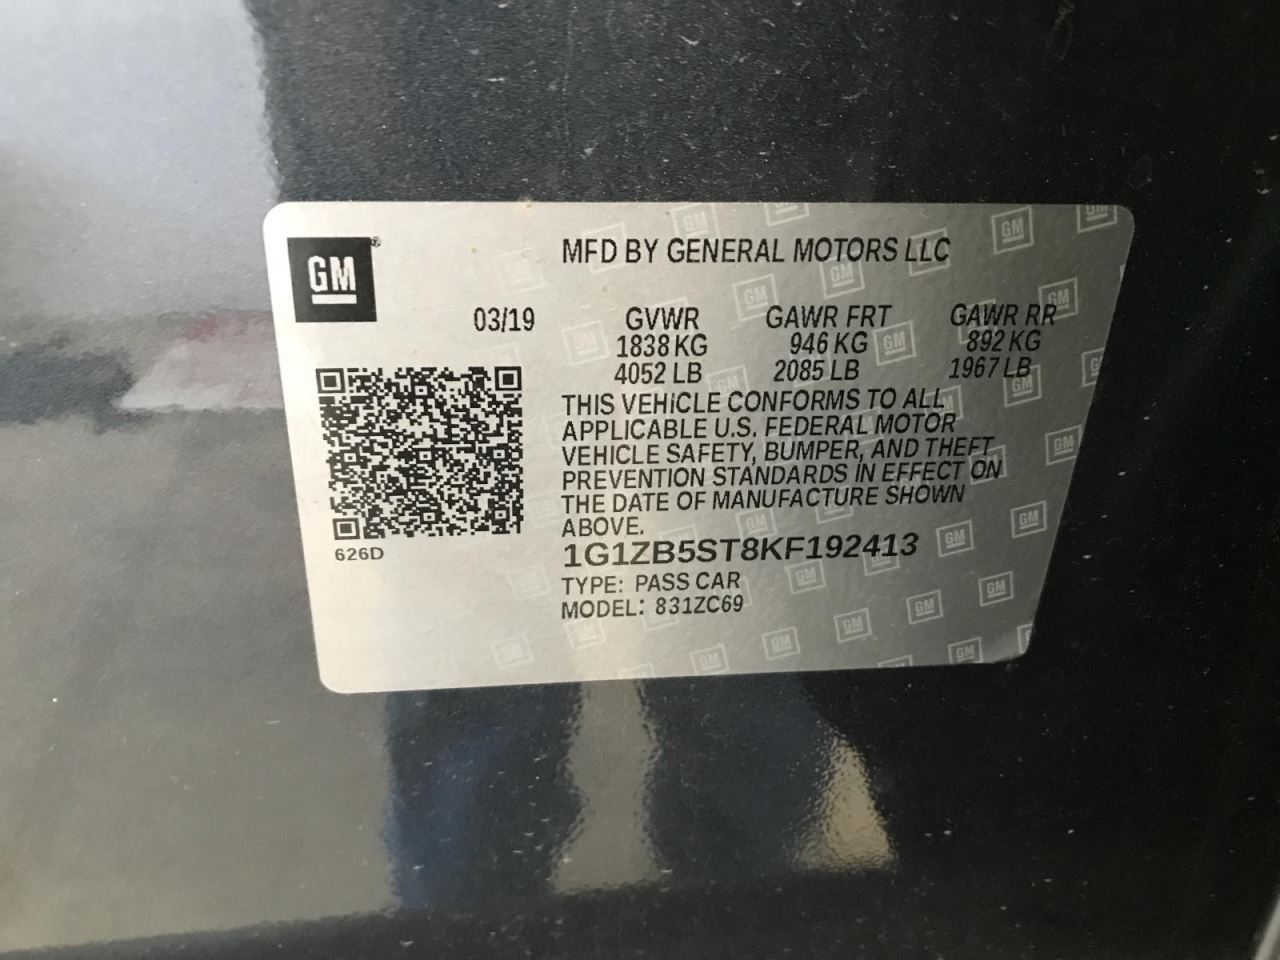 GM
MFD BY GENERAL MOTORS LLC
03/19 GVWR GAWR FRT GAWR RR
1838 KG 946 KG 892 KG
4052 LB 2085 LB 1967 LB
THIS VEHICLE CONFORMS TO ALL
APPLICABLE U.S. FEDERAL MOTOR
VEHICLE SAFETY, BUMPER, AND THEFT
PREVENTION STANDARDS IN EFFECT ON
THE DATE OF MANUFACTURE SHOWN
ABOVE.
626D
1G1ZB5ST8KF192413
TYPE: PASS CAR
MODEL: 831ZC69